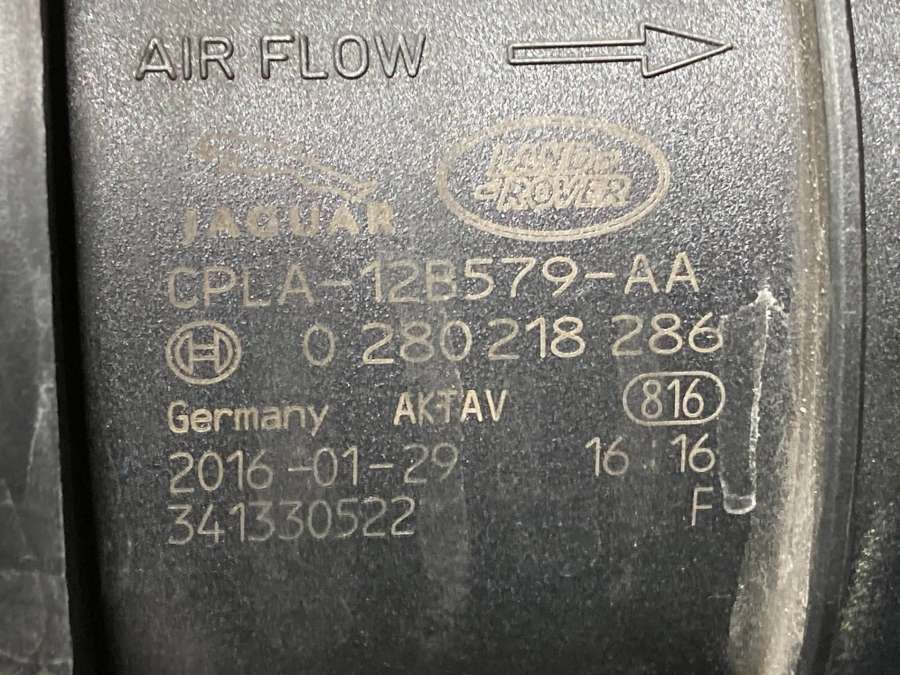 AIR FLOW
JAGUAR
LAND ROVER
CPLA-12B579-AA
0 280 218 286
Germany AKTAV 816
2016-01-29 16 16
341330522 F